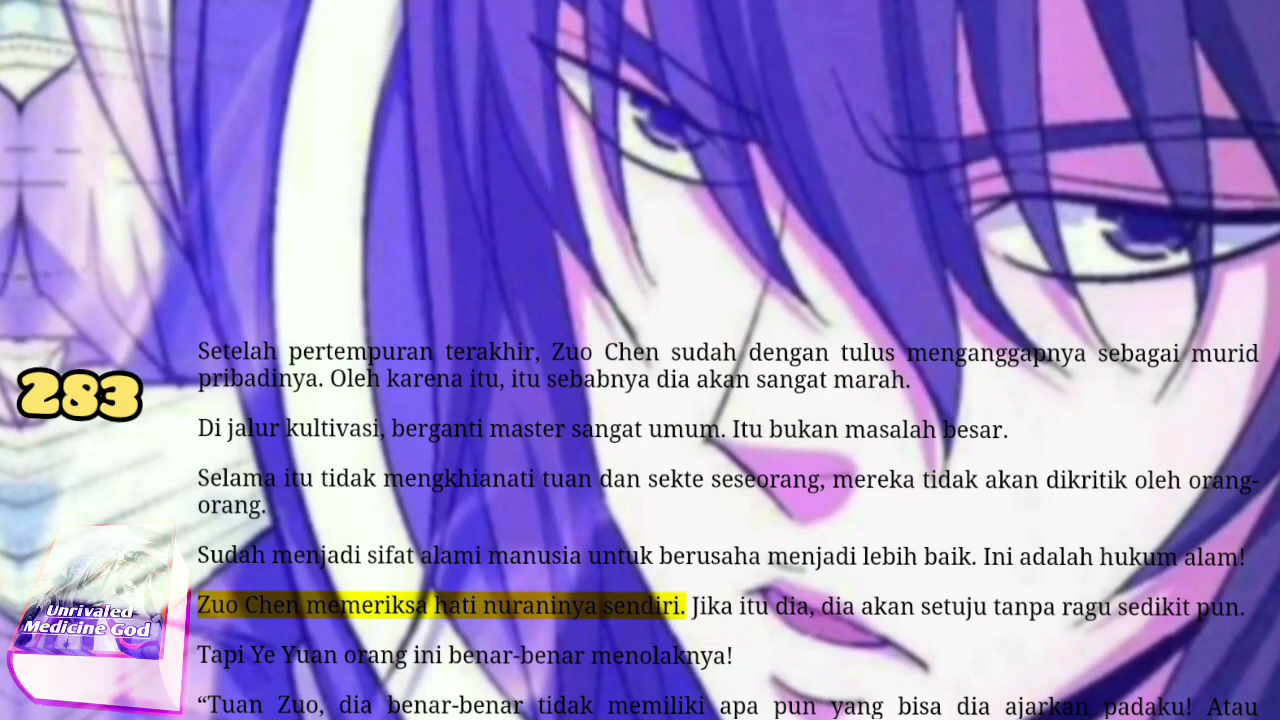 Setelah pertempuran terakhir, Zuo Chen sudah dengan tulus menganggapnya sebagai murid
pribadinya. Oleh karena itu, itu sebabnya dia akan sangat marah.
283
Di jalur kultivasi, berganti master sangat umum. Itu bukan masalah besar.
Selama itu tidak mengkhianati tuan dan sekte seseorang, mereka tidak akan dikritik oleh orang-
orang.
Sudah menjadi sifat alami manusia untuk berusaha menjadi lebih baik. Ini adalah hukum alam!
Zuo Chen memeriksa hati nuraninya sendiri. Jika itu dia, dia akan setuju tanpa ragu sedikit pun.
Unrivaled
Medicine God
Tapi Ye Yuan orang ini benar-benar menolaknya!
“Tuan Zuo, dia benar-benar tidak memiliki apa pun yang bisa dia ajarkan padaku! Atau